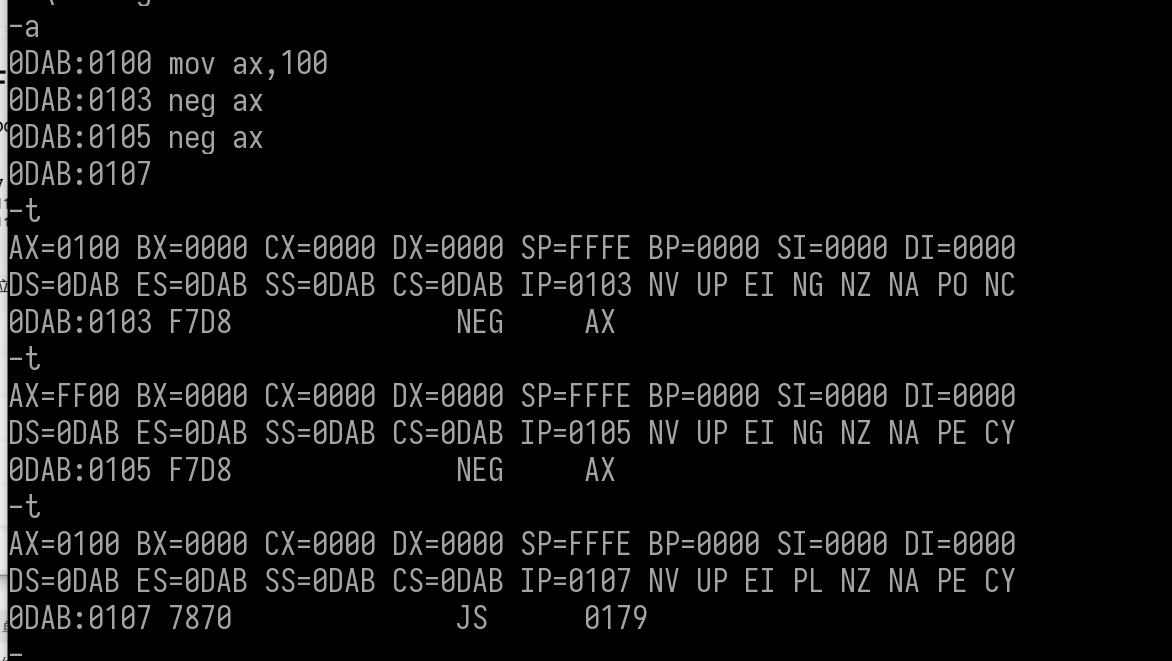 -a
0DAB:0100 mov ax,100
0DAB:0103 neg ax
0DAB:0105 neg ax
0DAB:0107
-t
AX=0100 BX=0000 CX=0000 DX=0000 SP=FFFE BP=0000 SI=0000 DI=0000
DS=0DAB ES=0DAB SS=0DAB CS=0DAB IP=0103 NV UP EI NG NZ NA PO NC
0DAB:0103 F7D8 NEG AX
-t
AX=FF00 BX=0000 CX=0000 DX=0000 SP=FFFE BP=0000 SI=0000 DI=0000
DS=0DAB ES=0DAB SS=0DAB CS=0DAB IP=0105 NV UP EI NG NZ NA PE CY
0DAB:0105 F7D8 NEG AX
-t
AX=0100 BX=0000 CX=0000 DX=0000 SP=FFFE BP=0000 SI=0000 DI=0000
DS=0DAB ES=0DAB SS=0DAB CS=0DAB IP=0107 NV UP EI PL NZ NA PE CY
0DAB:0107 7870 JS 0179
-